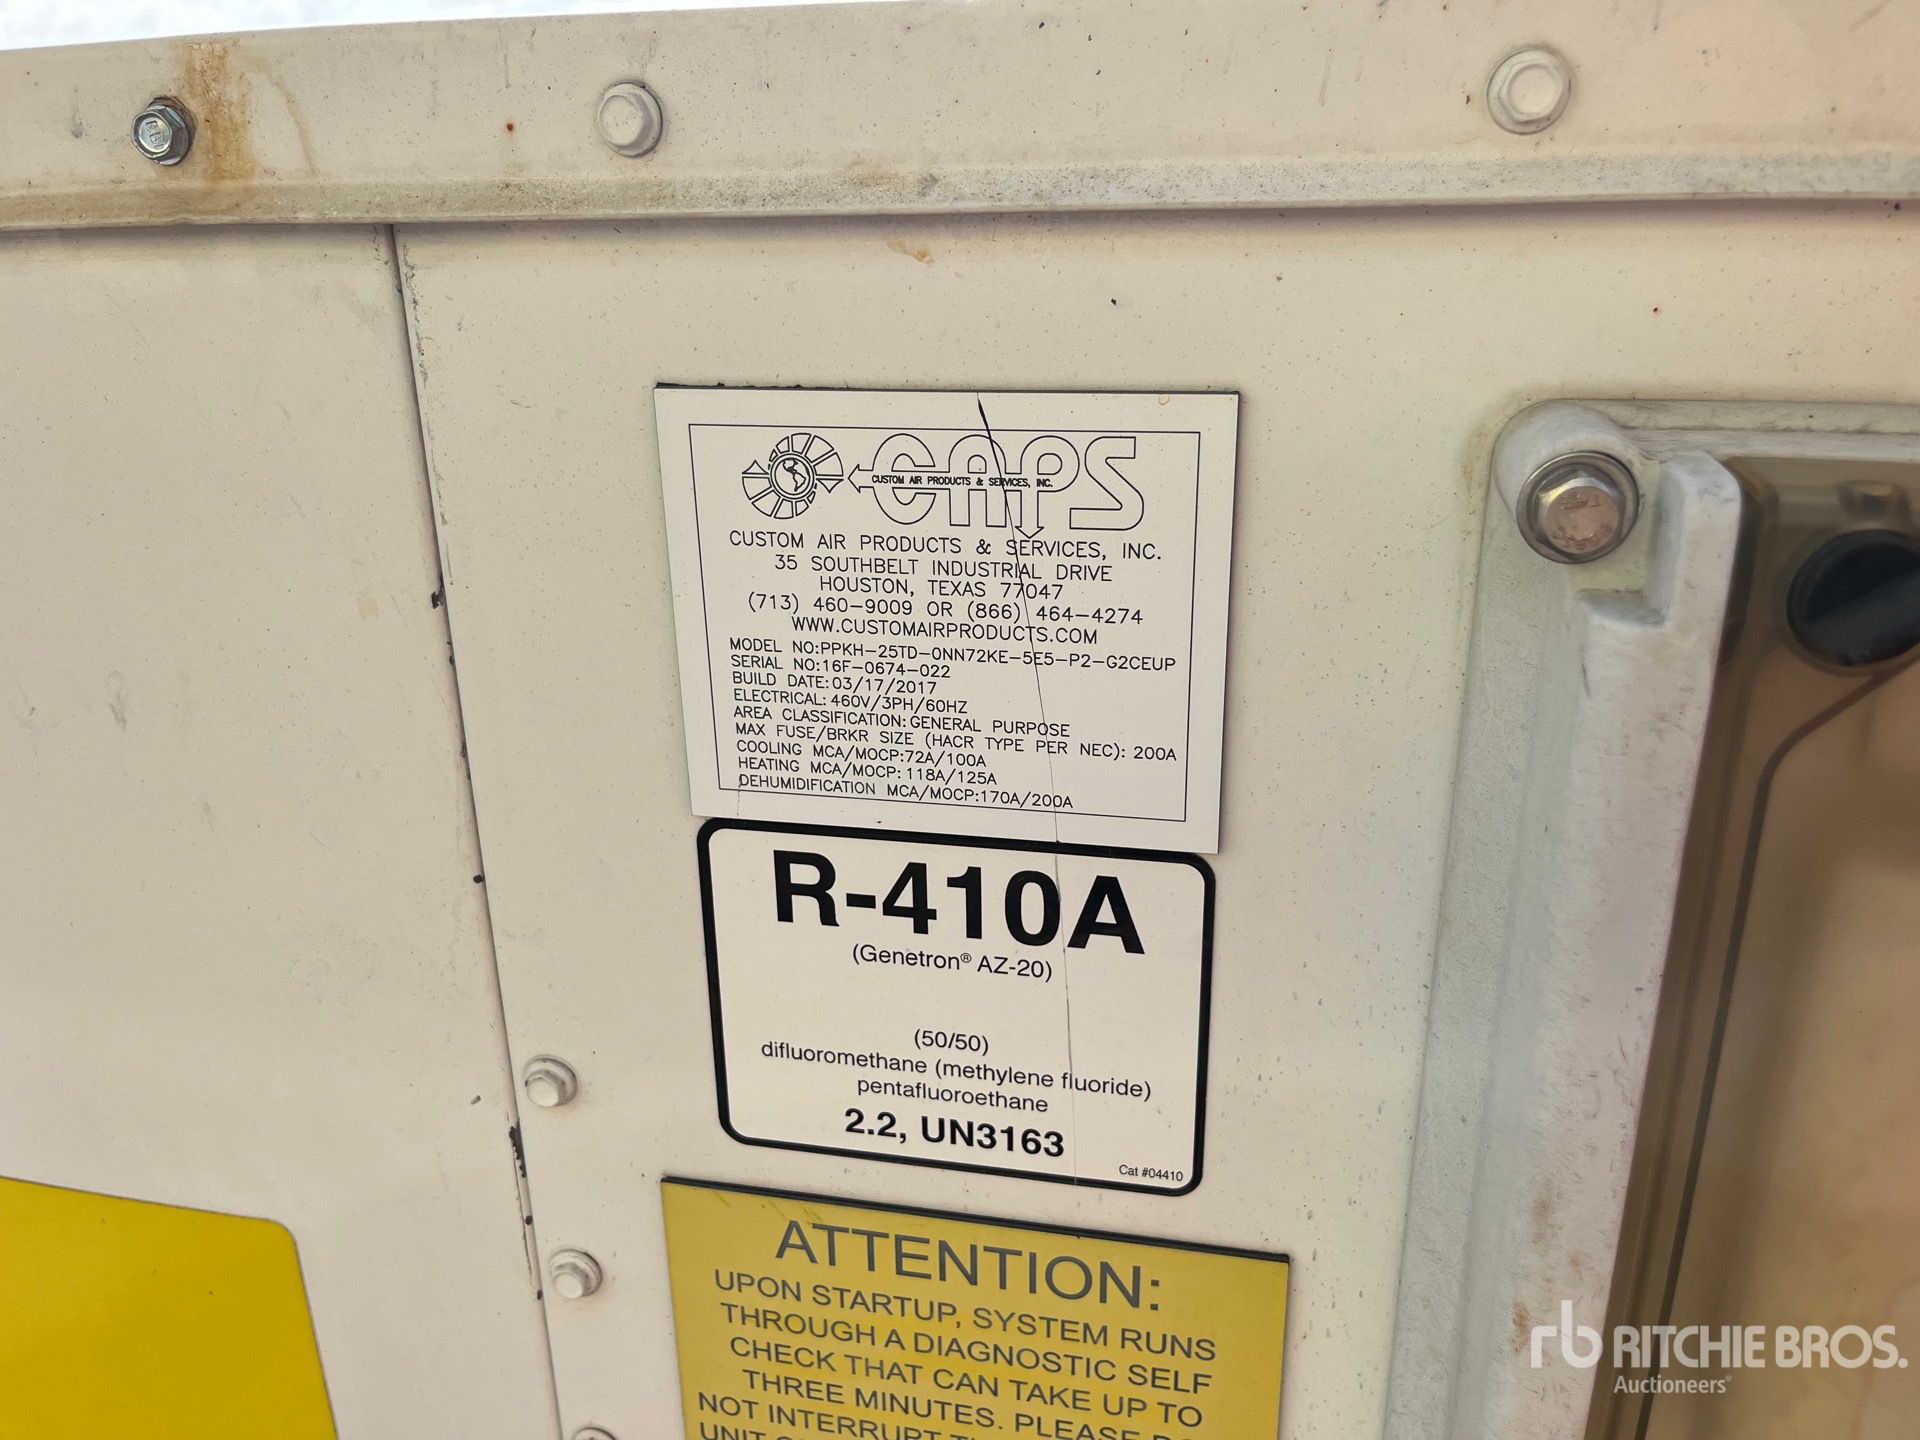 CAPS
CUSTOM AIR PRODUCTS & SERVICES, INC.
CUSTOM AIR PRODUCTS & SERVICES, INC.
35 SOUTHBELT INDUSTRIAL DRIVE
HOUSTON, TEXAS 77047
(713) 460-9009 OR (866) 464-4274
WWW.CUSTOMAIRPRODUCTS.COM
MODEL NO:PPKH-25TD-0NN72KE-5E5-P2-G2CEUP
SERIAL NO:16F-0674-022
BUILD DATE:03/17/2017
ELECTRICAL: 460V/3PH/60HZ
AREA CLASSIFICATION: GENERAL PURPOSE
MAX FUSE/BRKR SIZE (HACR TYPE PER NEC): 200A
COOLING MCA/MOCP:72A/100A
HEATING MCA/MOCP: 118A/125A
DEHUMIDIFICATION MCA/MOCP:170A/200A
R-410A
(Genetron® AZ-20)
(50/50)
difluoromethane (methylene fluoride)
pentafluoroethane
2.2, UN3163
Cat #04410
ATTENTION:
UPON STARTUP, SYSTEM RUNS
THROUGH A DIAGNOSTIC SELF
CHECK THAT CAN TAKE UP TO
THREE MINUTES. PLEASE DO
NOT INTERRUPT
UNIT
rb RITCHIE BROS.
Auctioneers